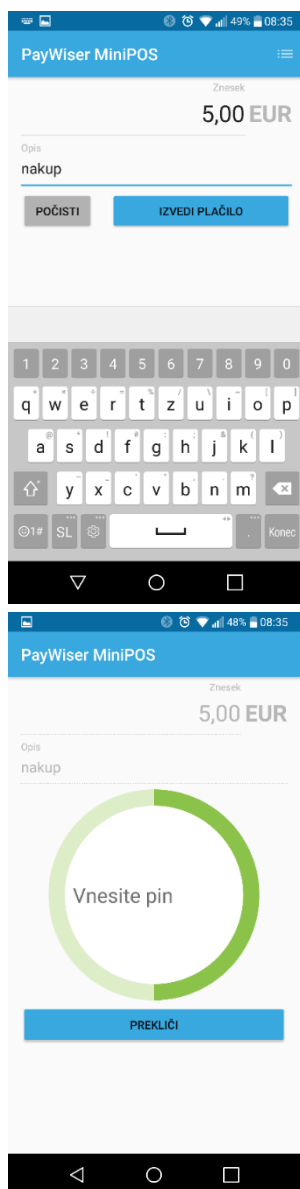 49% 08:35
PayWiser MiniPOS
Znesek
5,00 EUR
Opis
nakup
POČISTI IZVEDI PLAČILO
1 2 3 4 5 6 7 8 9 0
q w e r t z u i o p
a s d f g h j k l
y x c v b n m
1# SL . Konec
48% 08:35
PayWiser MiniPOS
Znesek
5,00 EUR
Opis
nakup
Vnesite pin
PREKLIČI